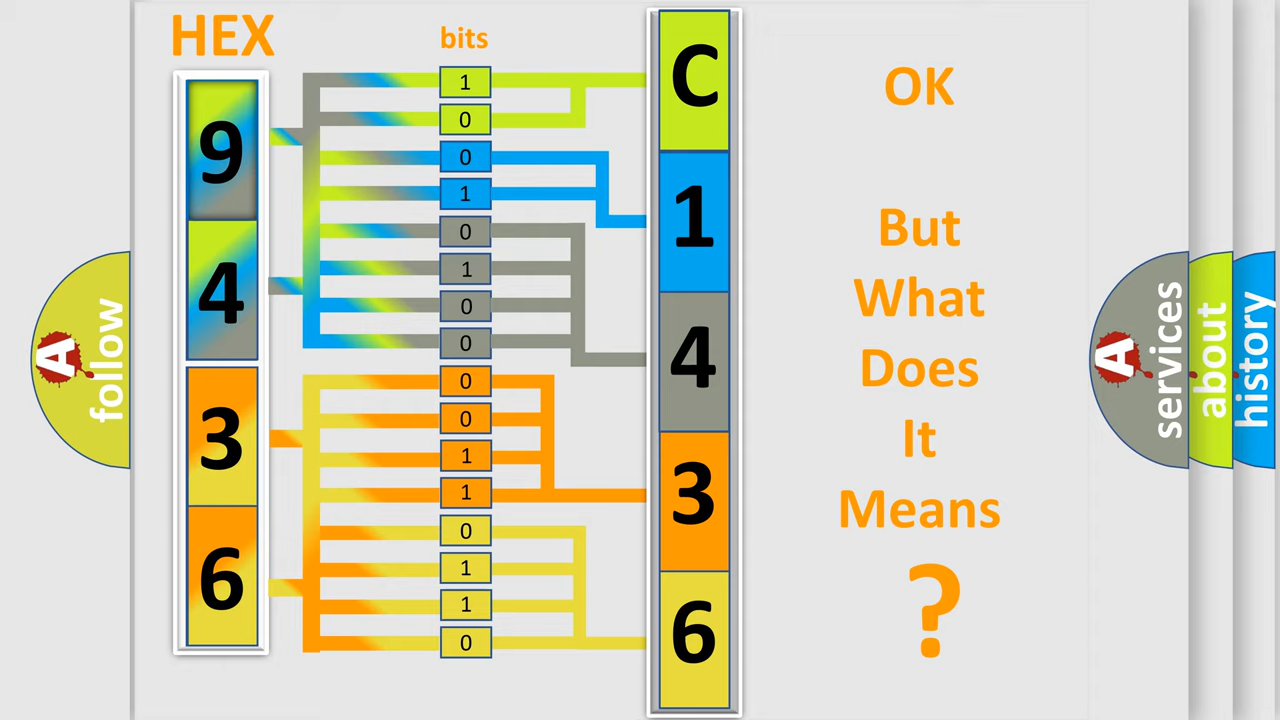 HEX
bits
9
4
3
6
1
0
0
1
0
1
0
0
0
0
1
1
0
1
1
0
C
1
4
3
6
OK
But
What
Does
It
Means
?
A
follow
A
services
about
history